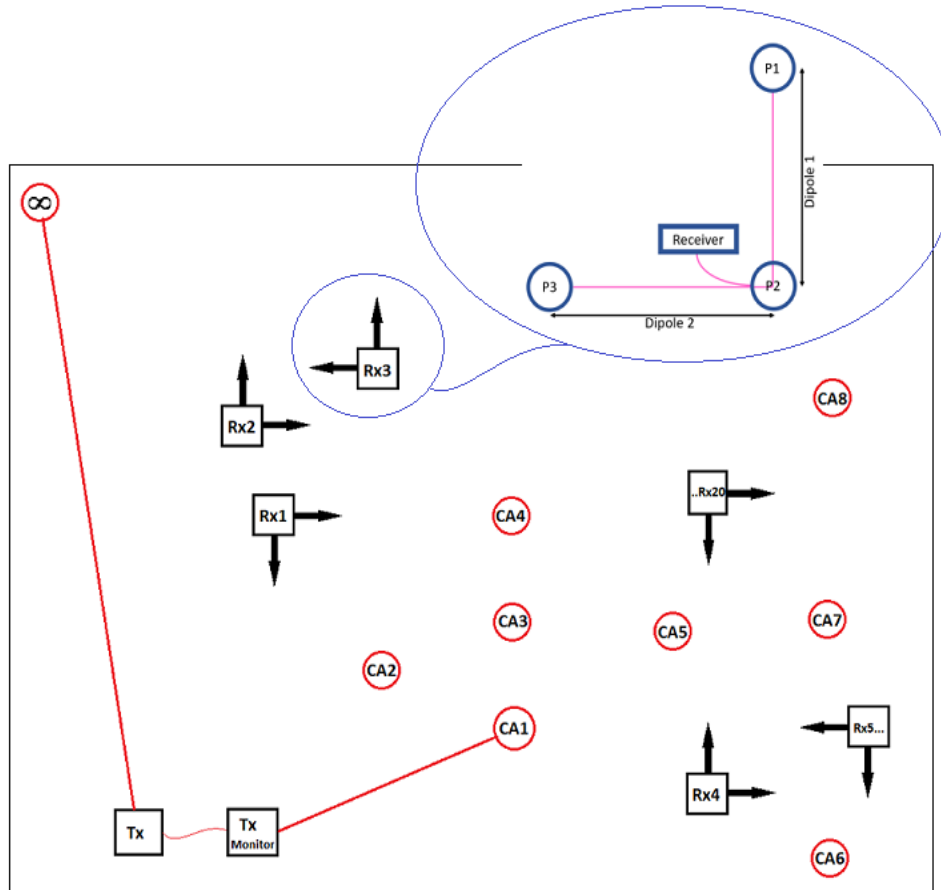 P1
Dipole 1
∞
Receiver
P3
P2
Dipole 2
Rx3
CA8
Rx2
..Rx20
Rx1
CA4
CA3
CA5
CA7
CA2
CA1
Rx5...
Rx4
Tx
Tx
Monitor
CA6